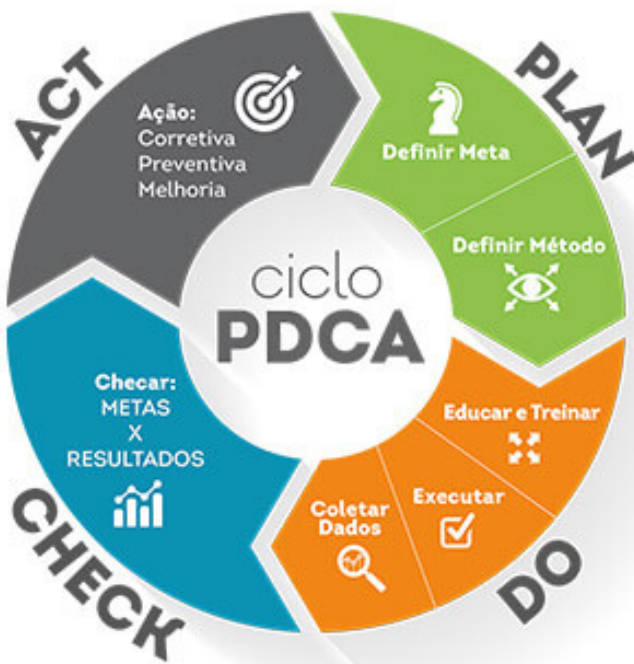 ACT
Ação:
Corretiva
Preventiva
Melhoria
PLAN
Definir Meta
Definir Método
ciclo
PDCA
Educar e Treinar
Executar
Coletar
Dados
DO
Checar:
METAS
X
RESULTADOS
CHECK